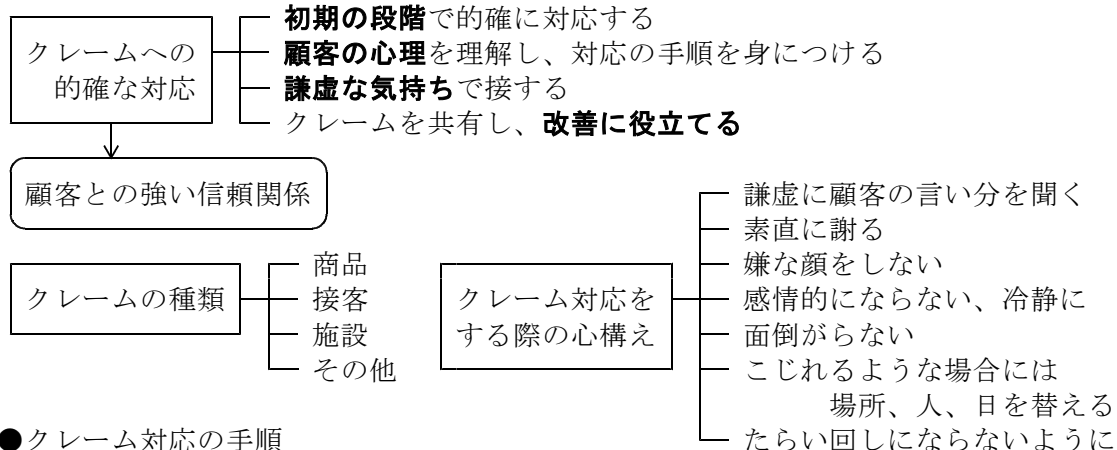 初期の段階で的確に対応する
クレームへの
的確な対応
顧客の心理を理解し、対応の手順を身につける
謙虚な気持ちで接する
クレームを共有し、改善に役立てる
顧客との強い信頼関係
クレームの種類
商品
接客
施設
その他
クレーム対応を
する際の心構え
謙虚に顧客の言い分を聞く
素直に謝る
嫌な顔をしない
感情的にならない、冷静に
面倒がらない
こじれるような場合には
場所、人、日を替える
たらい回しにならないように
●クレーム対応の手順